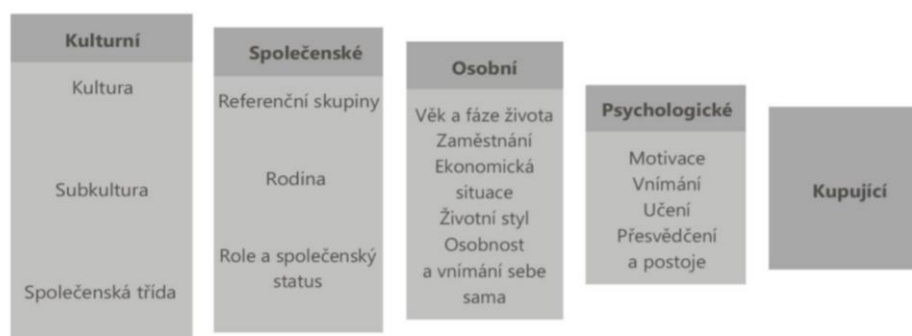 Kulturní
Kultura
Subkultura
Společenská třída
Společenské
Referenční skupiny
Rodina
Role a společenský
status
Osobní
Věk a fáze života
Zaměstnání
Ekonomická
situace
Životní styl
Osobnost
a vnímání sebe
sama
Psychologické
Motivace
Vnímání
Učení
Přesvědčení
a postoje
Kupující